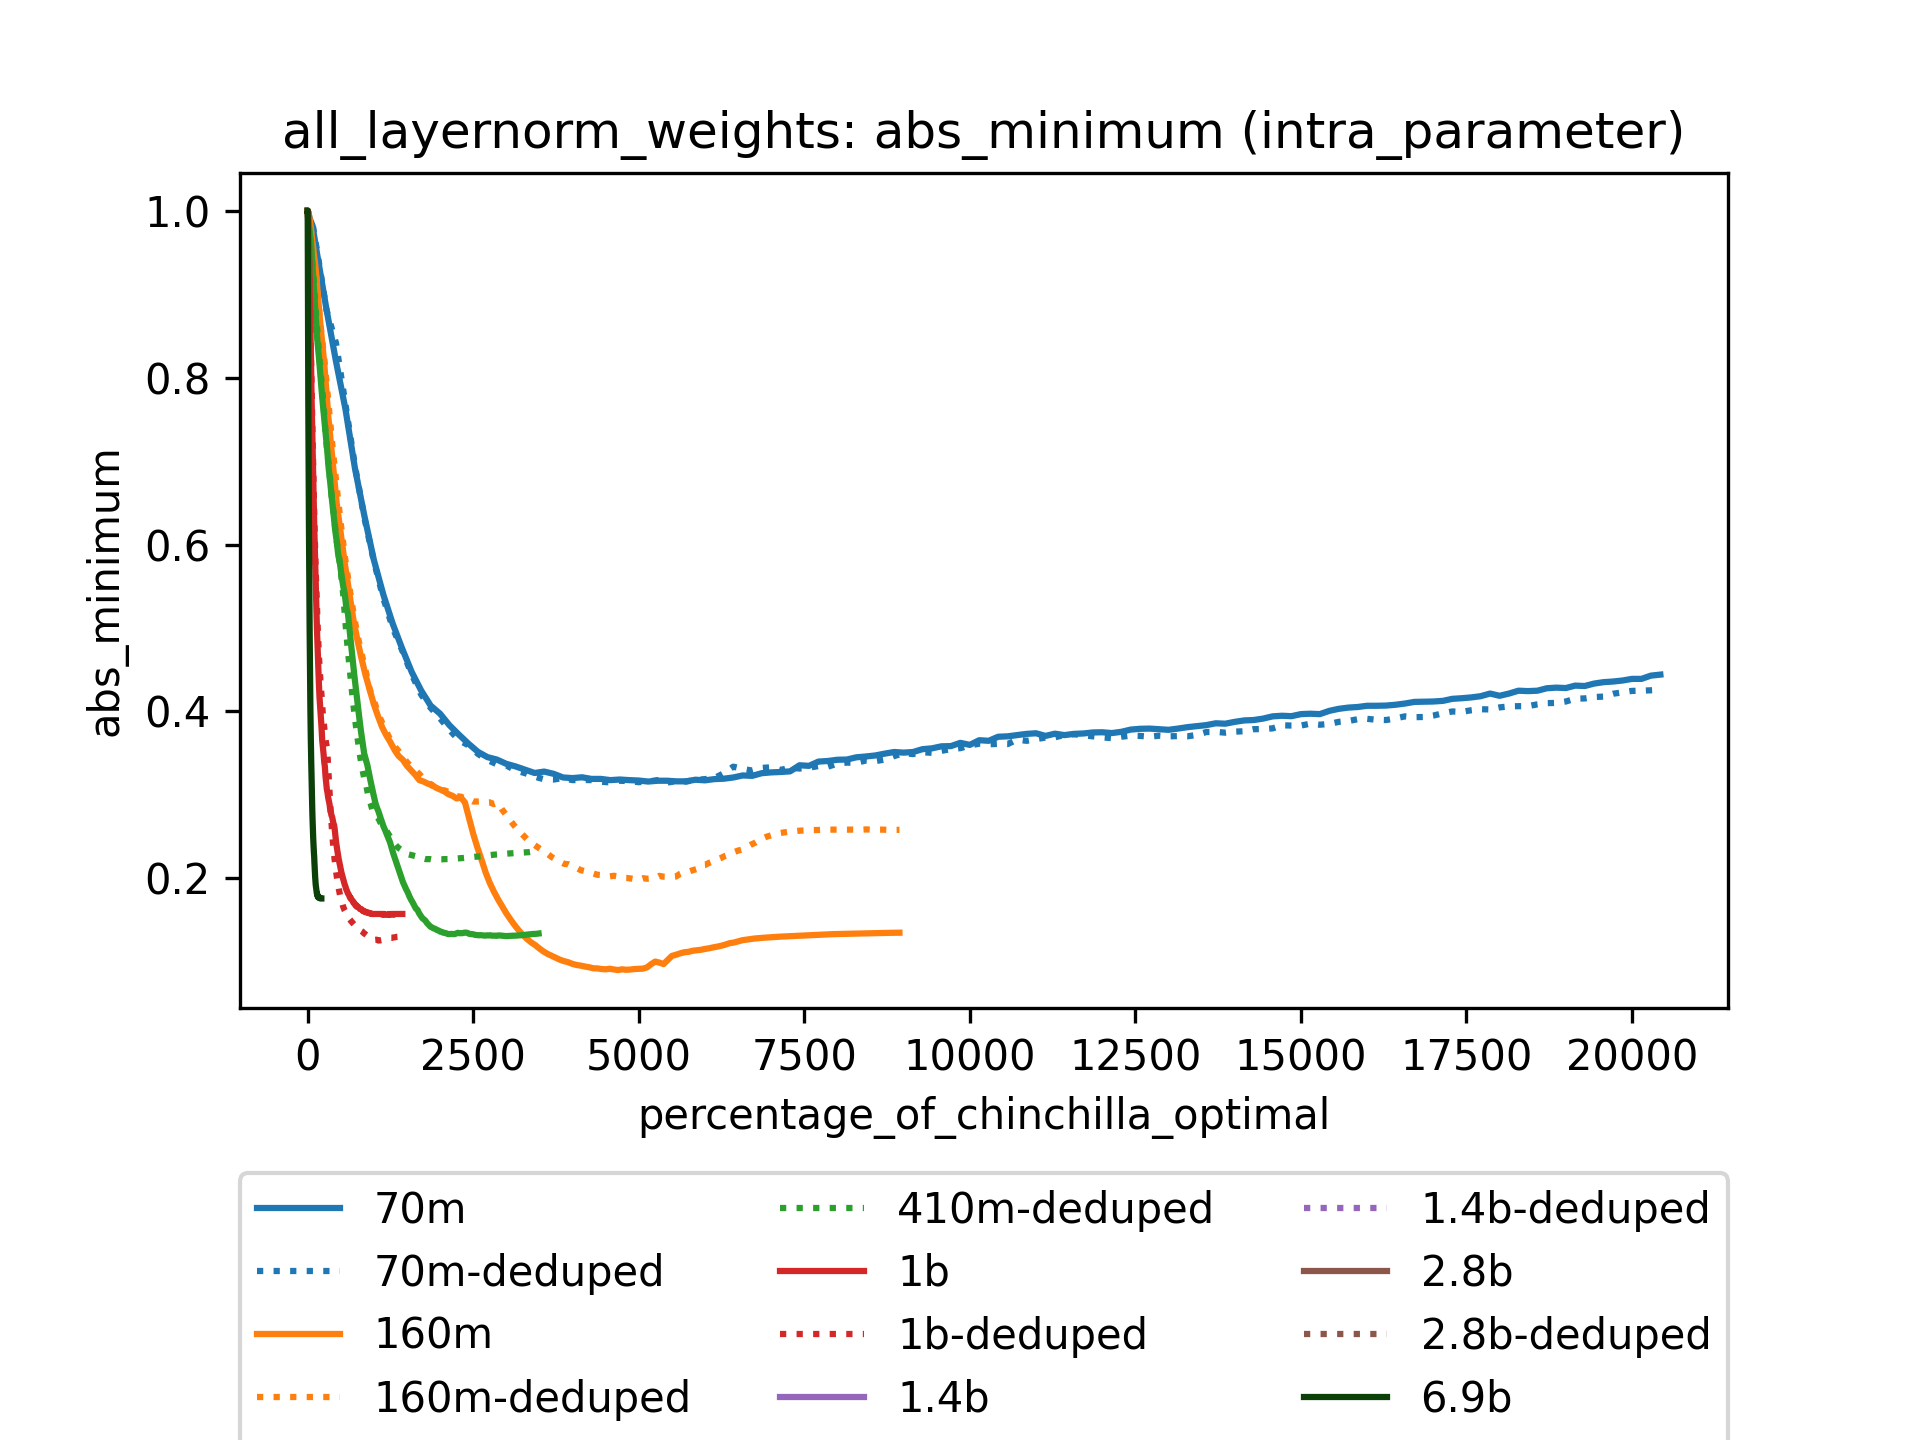 all_layernorm_weights: abs_minimum (intra_parameter)
1.0
0.8
0.6
0.4
0.2
abs_minimum
0 2500 5000 7500 10000 12500 15000 17500 20000
percentage_of_chinchilla_optimal
70m 410m-deduped 1.4b-deduped
70m-deduped 1b 2.8b
160m 1b-deduped 2.8b-deduped
160m-deduped 1.4b 6.9b